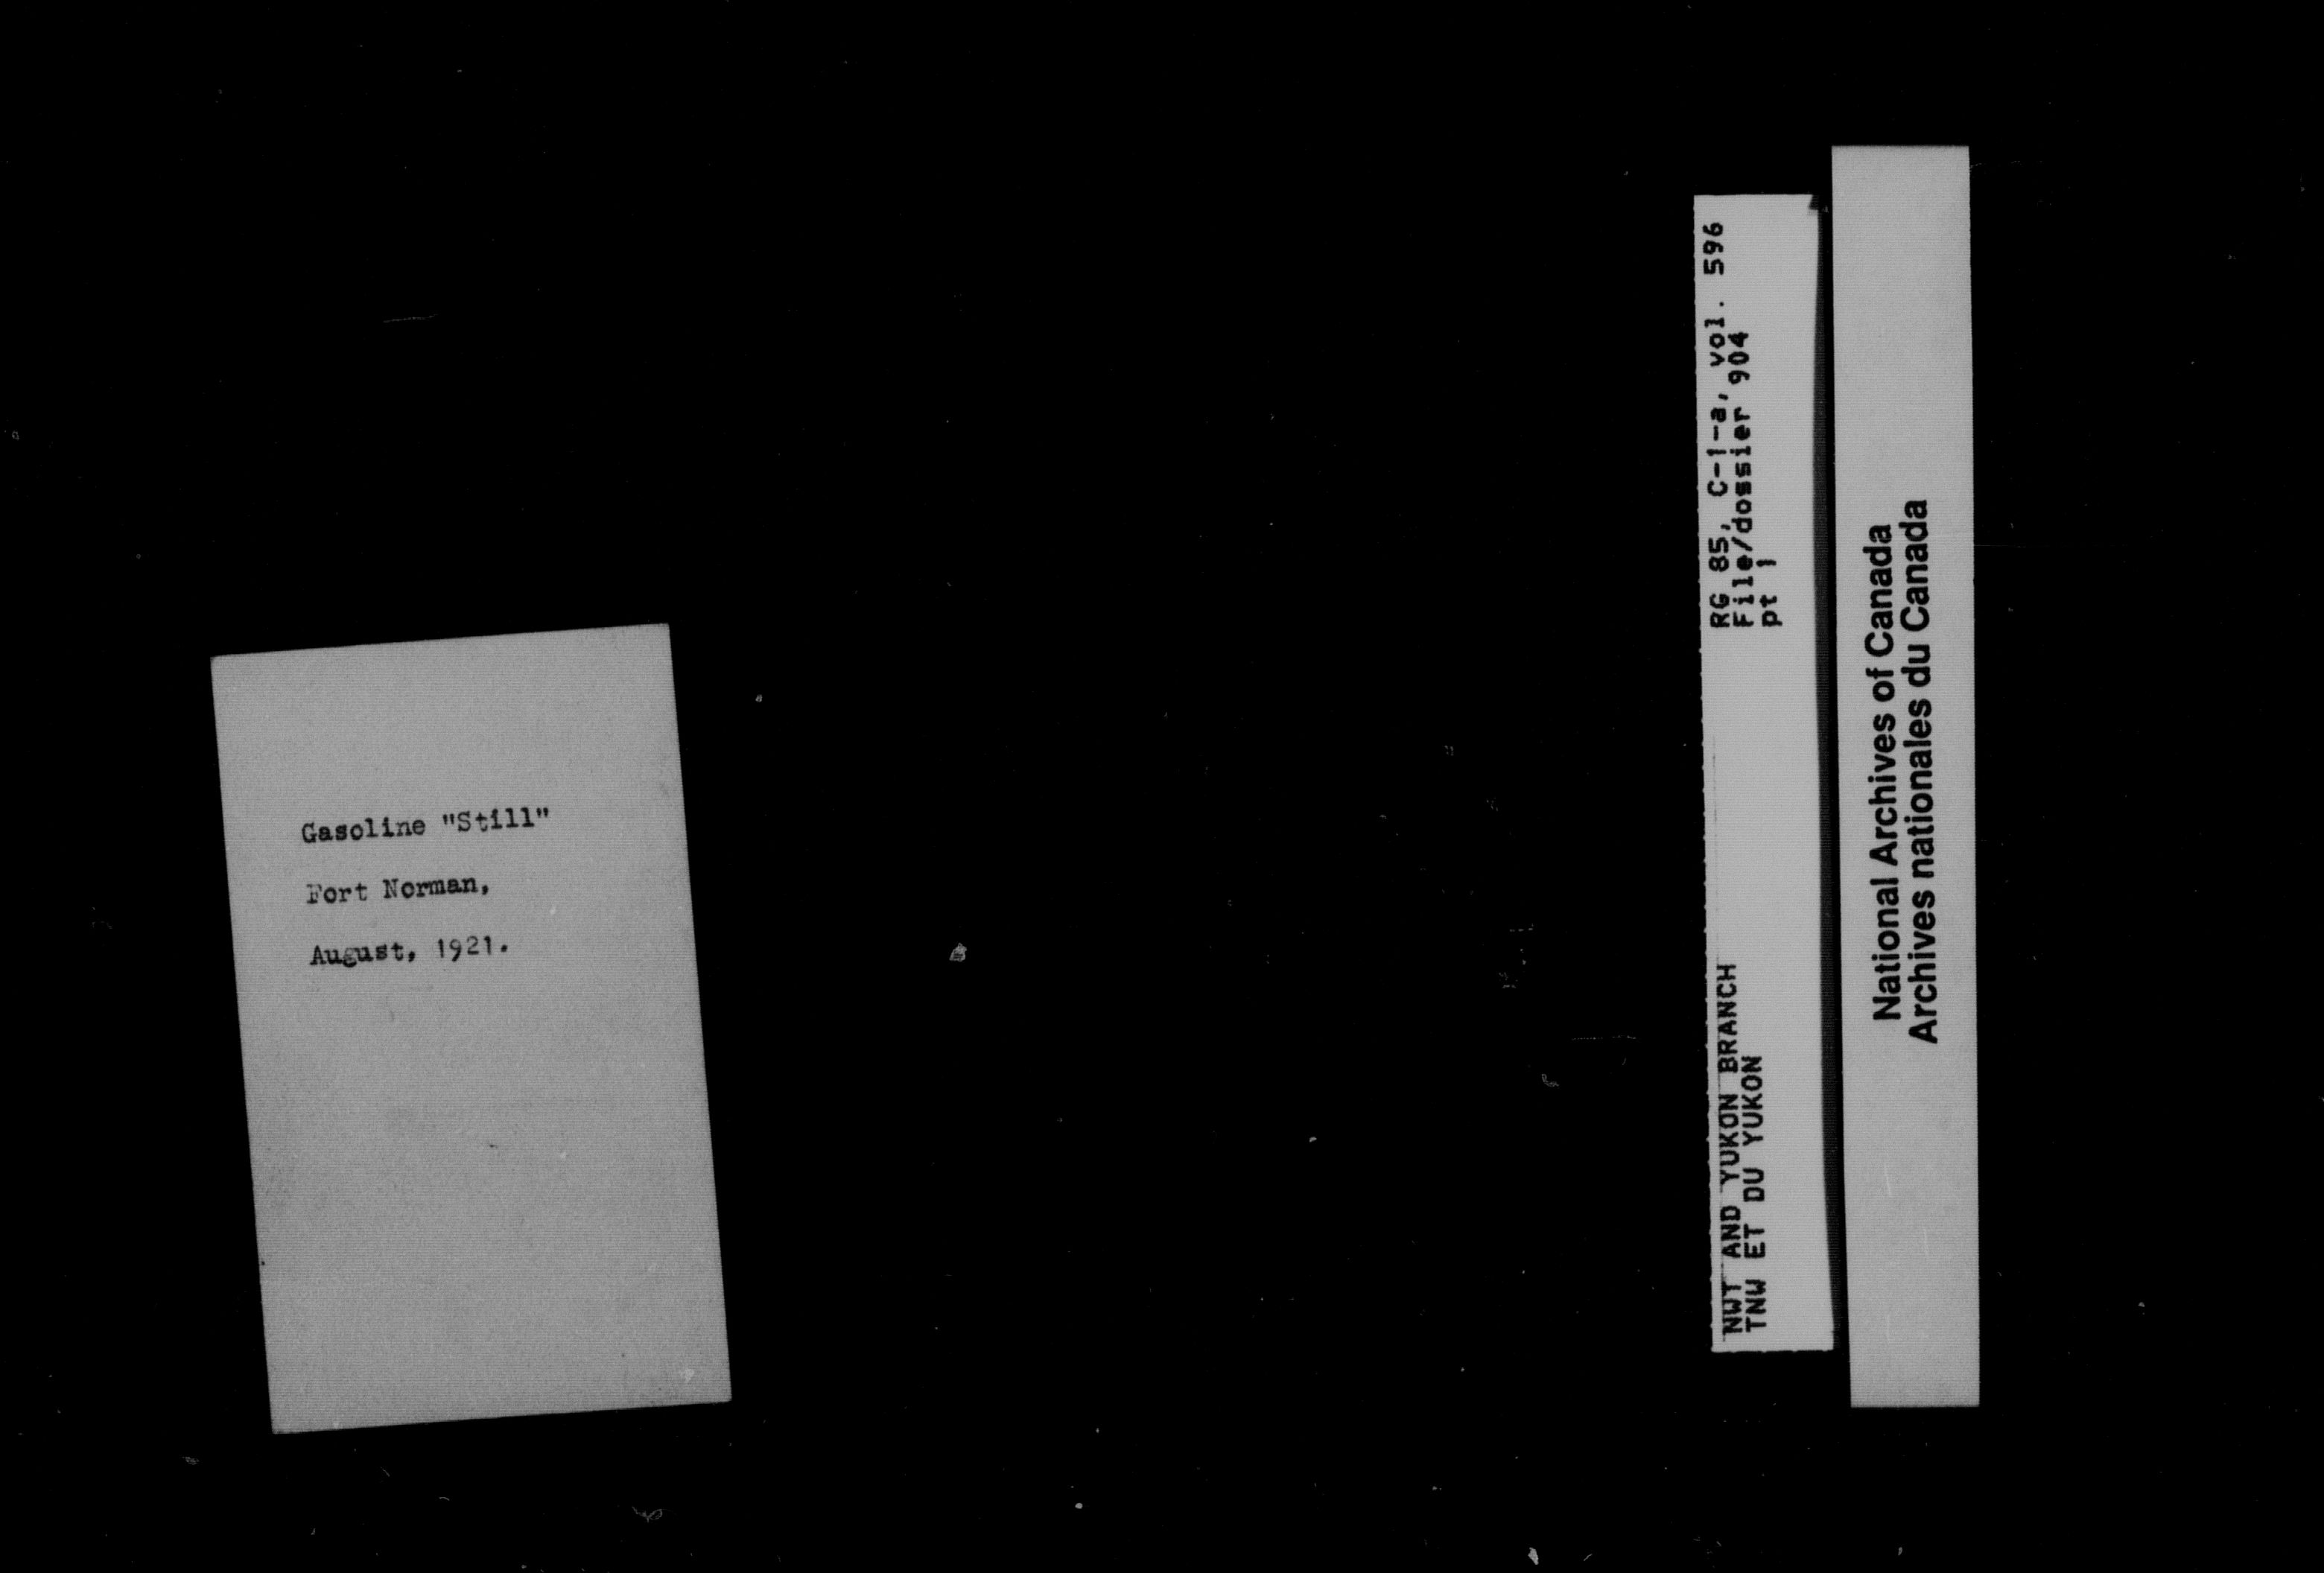 Gasoline "Still"
Fort Norman,
August, 1921.
NWT AND YUKON BRANCH RG 85, C-1-a, vol. 596
TNW ET DU YUKON File/dossier 904
pt 1
National Archives of Canada
Archives nationales du Canada